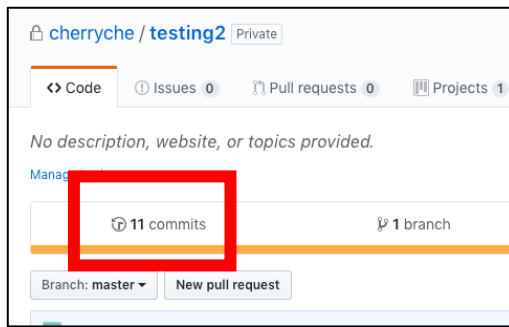 cherryche / testing2 Private
Code Issues 0 Pull requests 0 Projects 1
No description, website, or topics provided.
11 commits 1 branch
Branch: master New pull request